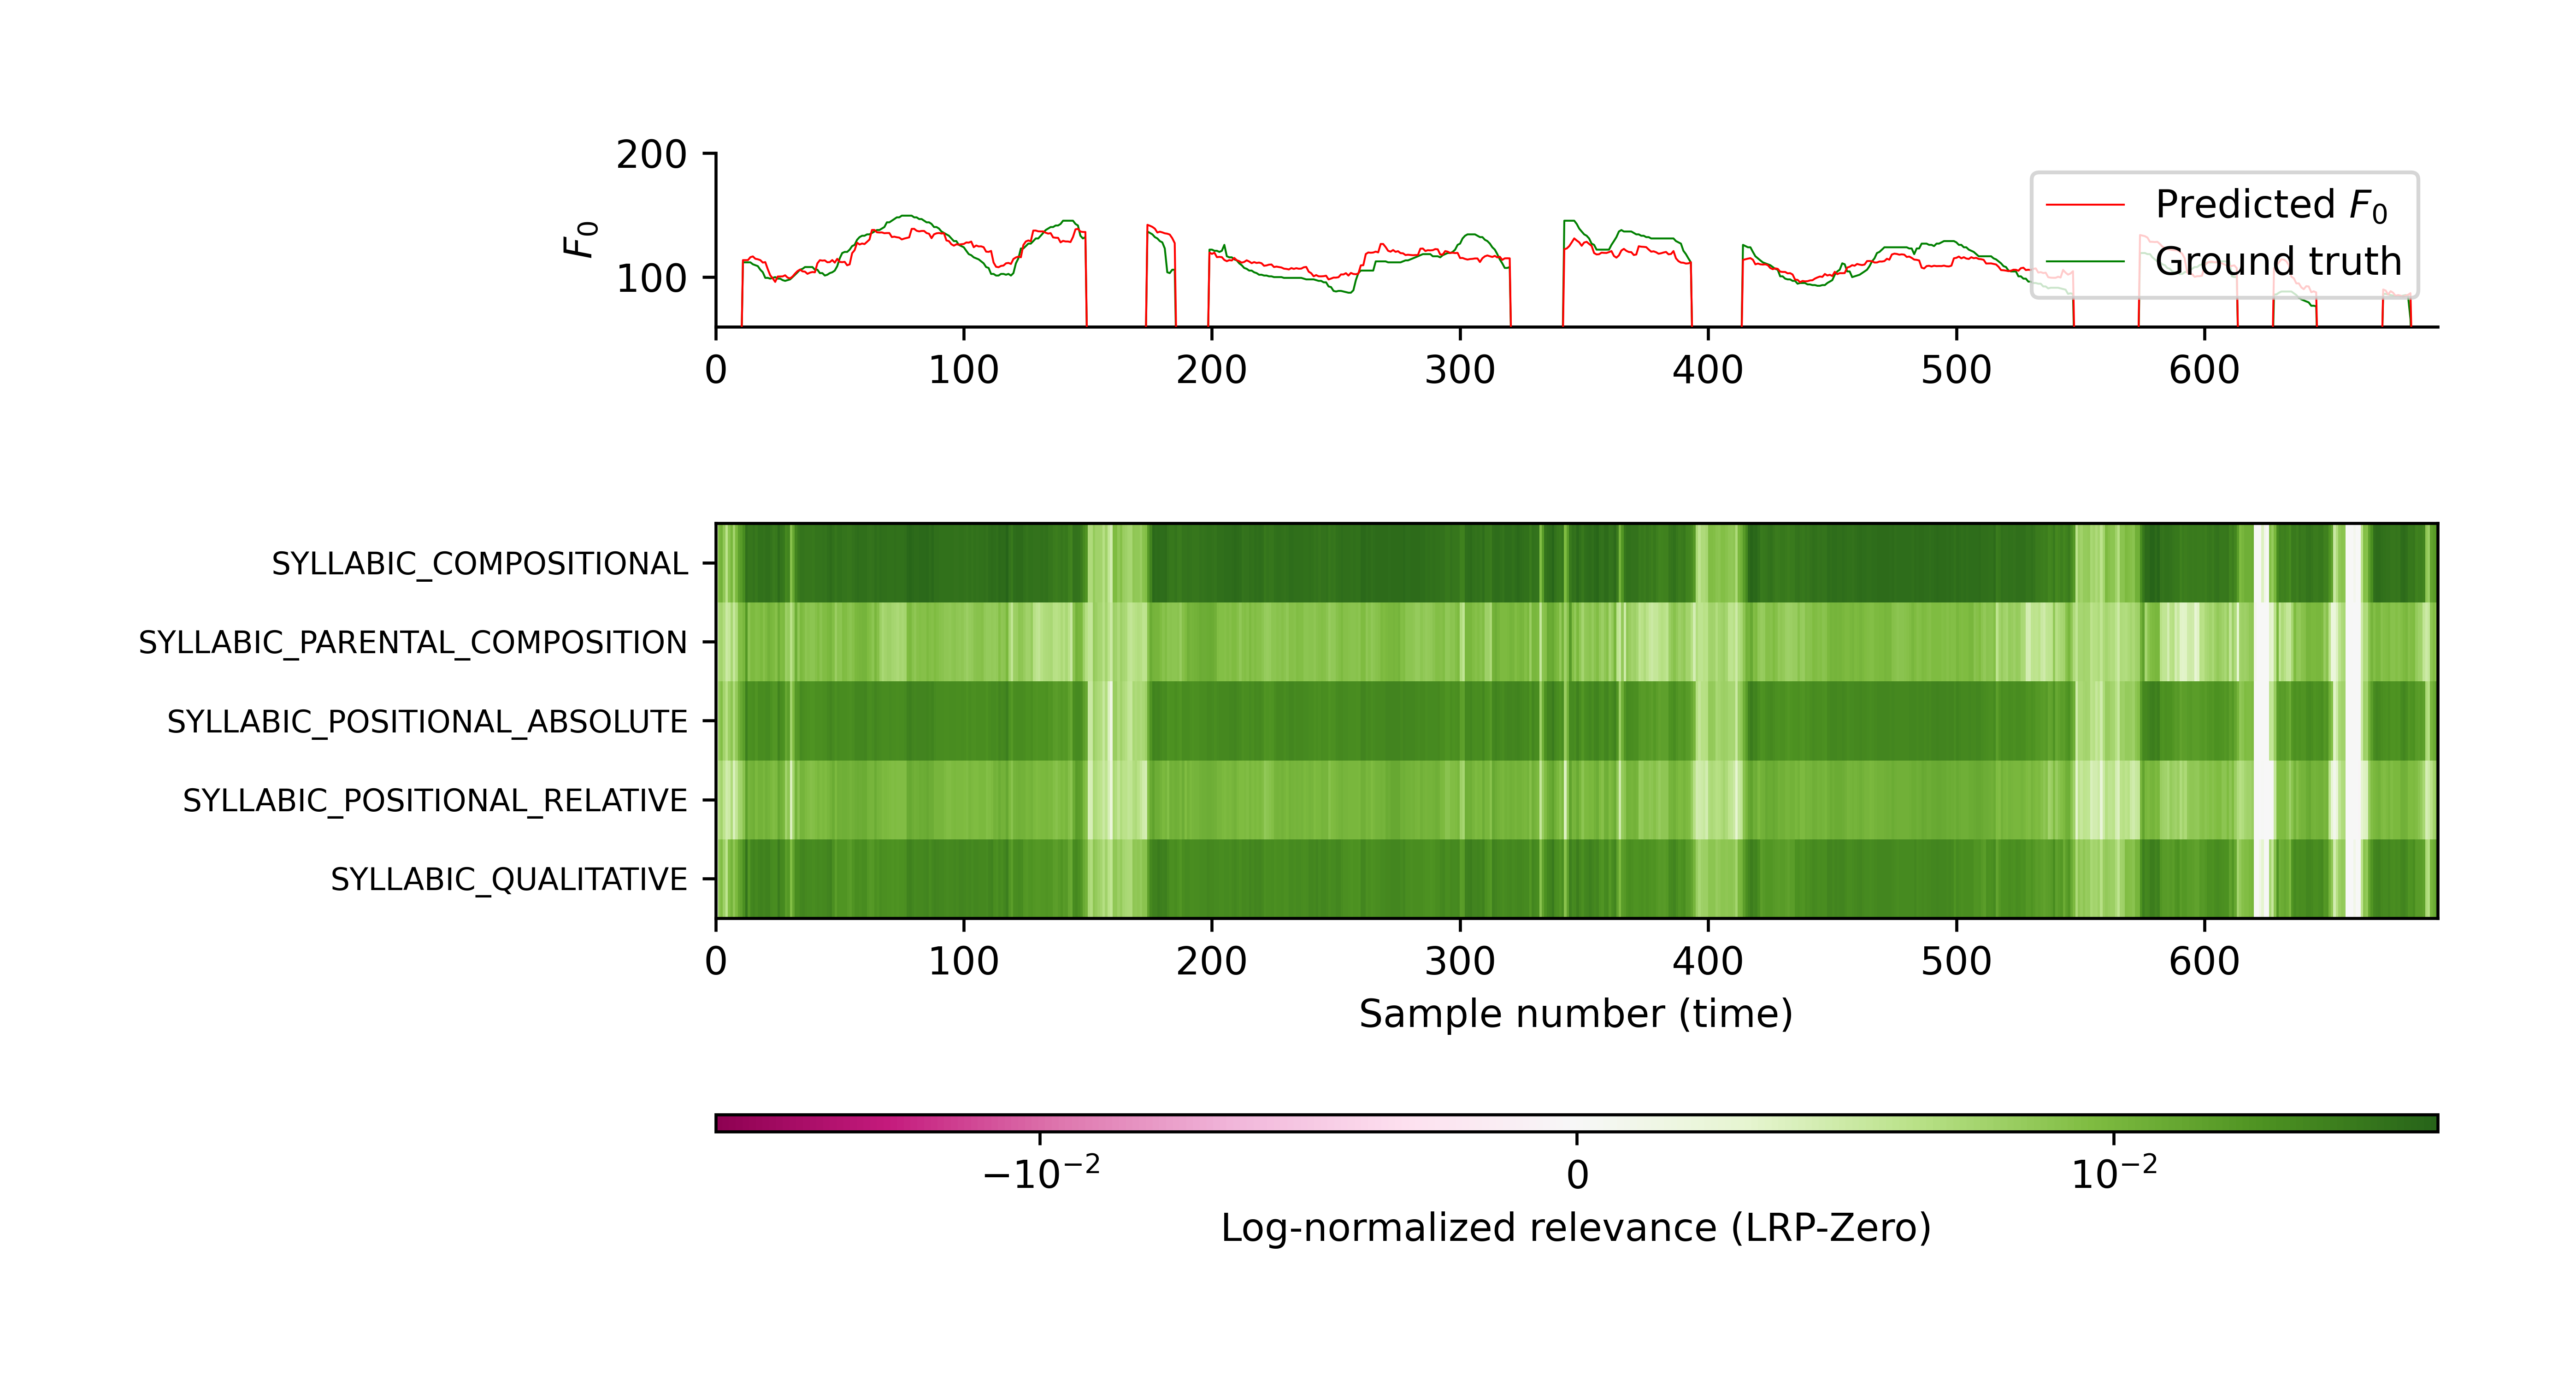 200
100
F₀
Predicted F₀
Ground truth
0 100 200 300 400 500 600
SYLLABIC_COMPOSITIONAL
SYLLABIC_PARENTAL_COMPOSITION
SYLLABIC_POSITIONAL_ABSOLUTE
SYLLABIC_POSITIONAL_RELATIVE
SYLLABIC_QUALITATIVE
0 100 200 300 400 500 600
Sample number (time)
−10⁻² 0 10⁻²
Log-normalized relevance (LRP-Zero)